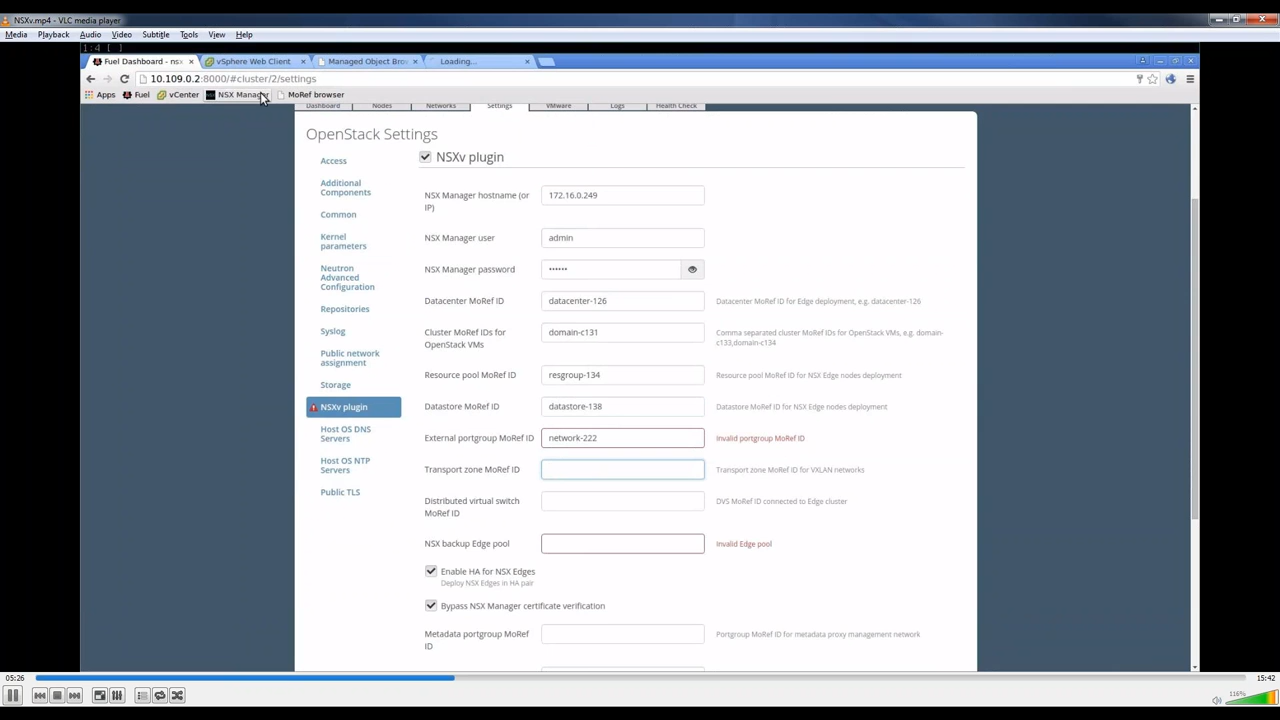 NSXv.mp4 - VLC media player
Media Playback Audio Video Subtitle Tools View Help
1:4 [ ]
Fuel Dashboard - nsx
vSphere Web Client
Managed Object Bro
Loading...
10.109.0.2:8000/#cluster/2/settings
Apps Fuel vCenter NSX Manager MoRef browser
Dashboard Nodes Networks Settings VMware Logs Health Check
OpenStack Settings
Access
Additional
Components
Common
Kernel
parameters
Neutron
Advanced
Configuration
Repositories
Syslog
Public network
assignment
Storage
NSXv plugin
Host OS DNS
Servers
Host OS NTP
Servers
Public TLS
NSXv plugin
NSX Manager hostname (or
IP)
172.16.0.249
NSX Manager user
admin
NSX Manager password
••••••
Datacenter MoRef ID
datacenter-126
Datacenter MoRef ID for Edge deployment, e.g. datacenter-126
Cluster MoRef IDs for
OpenStack VMs
domain-c131
Comma separated cluster MoRef IDs for OpenStack VMs, e.g. domain-
c133,domain-c134
Resource pool MoRef ID
resgroup-134
Resource pool MoRef ID for NSX Edge nodes deployment
Datastore MoRef ID
datastore-138
Datastore MoRef ID for NSX Edge nodes deployment
External portgroup MoRef ID
network-222
Invalid portgroup MoRef ID
Transport zone MoRef ID
Transport zone MoRef ID for VXLAN networks
Distributed virtual switch
MoRef ID
DVS MoRef ID connected to Edge cluster
NSX backup Edge pool
Invalid Edge pool
Enable HA for NSX Edges
Deploy NSX Edges in HA pair
Bypass NSX Manager certificate verification
Metadata portgroup MoRef
ID
Portgroup MoRef ID for metadata proxy management network
05:26
15:42
116%